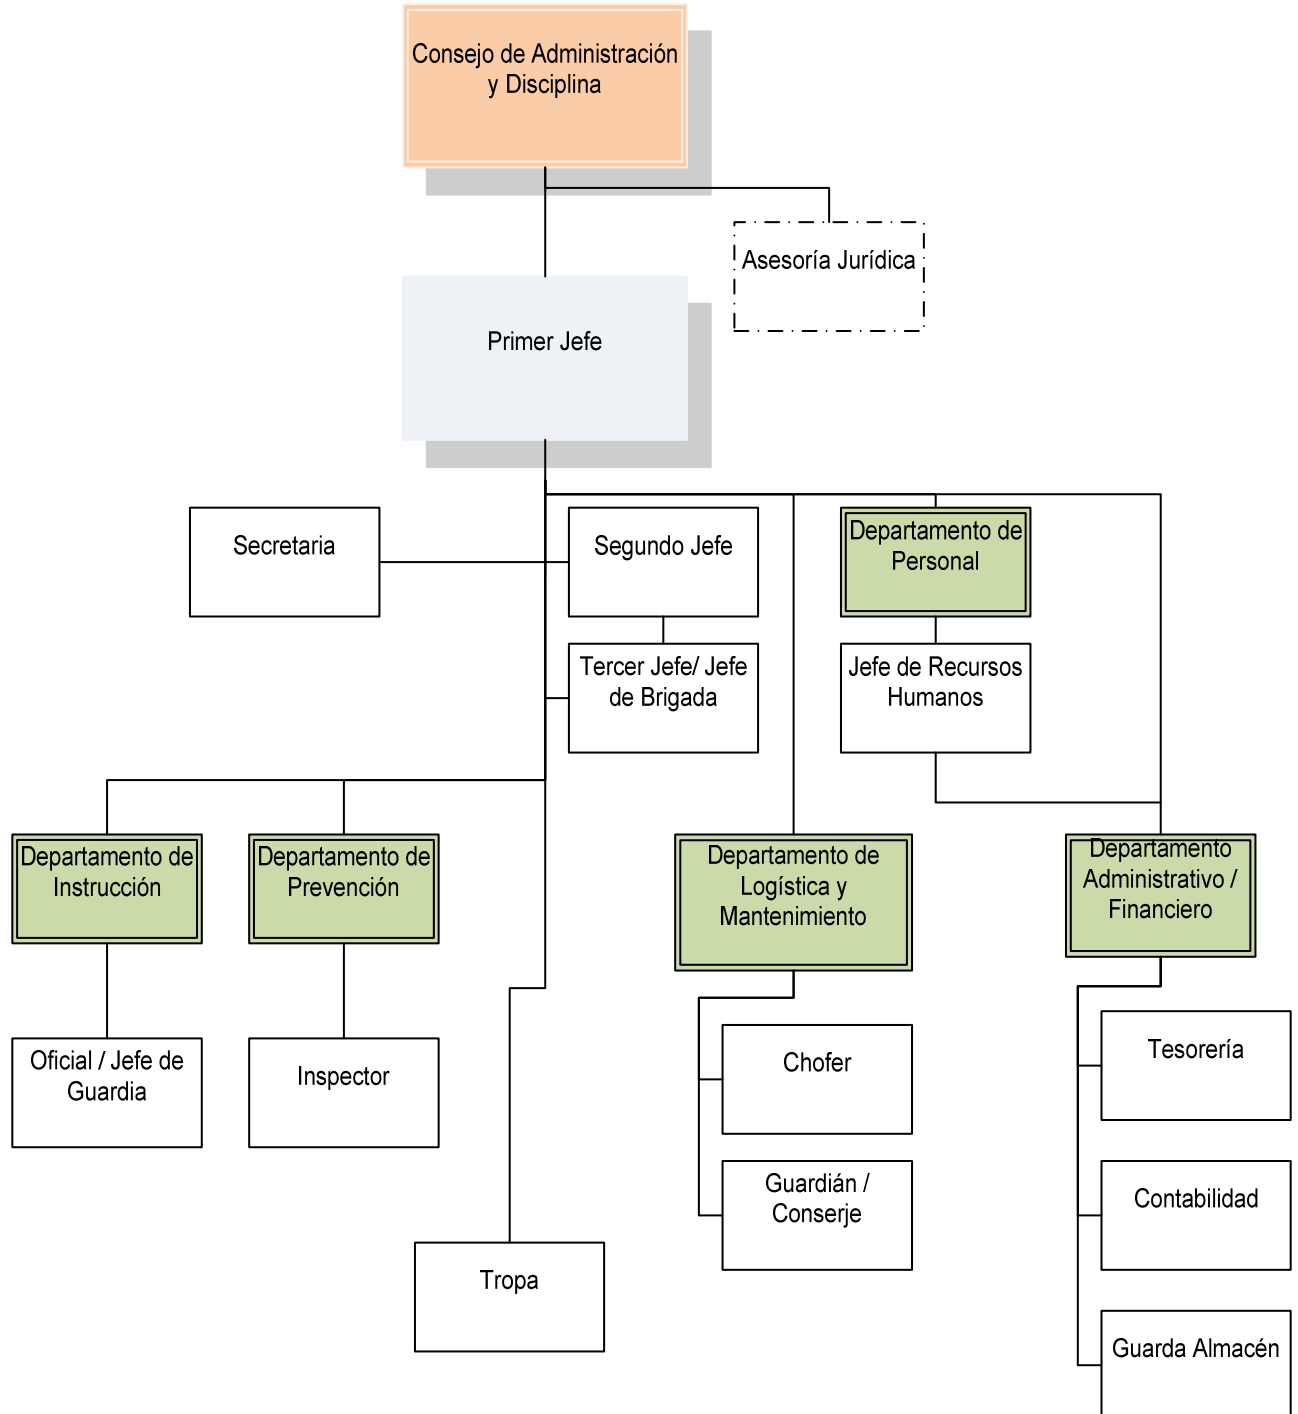 Consejo de Administración
y Disciplina
Asesoría Jurídica
Primer Jefe
Secretaria
Segundo Jefe
Departamento de
Personal
Tercer Jefe/ Jefe
de Brigada
Jefe de Recursos
Humanos
Departamento de
Instrucción
Departamento de
Prevención
Departamento de
Logística y
Mantenimiento
Departamento
Administrativo /
Financiero
Oficial / Jefe de
Guardia
Inspector
Chofer
Tesorería
Guardián /
Conserje
Contabilidad
Tropa
Guarda Almacén